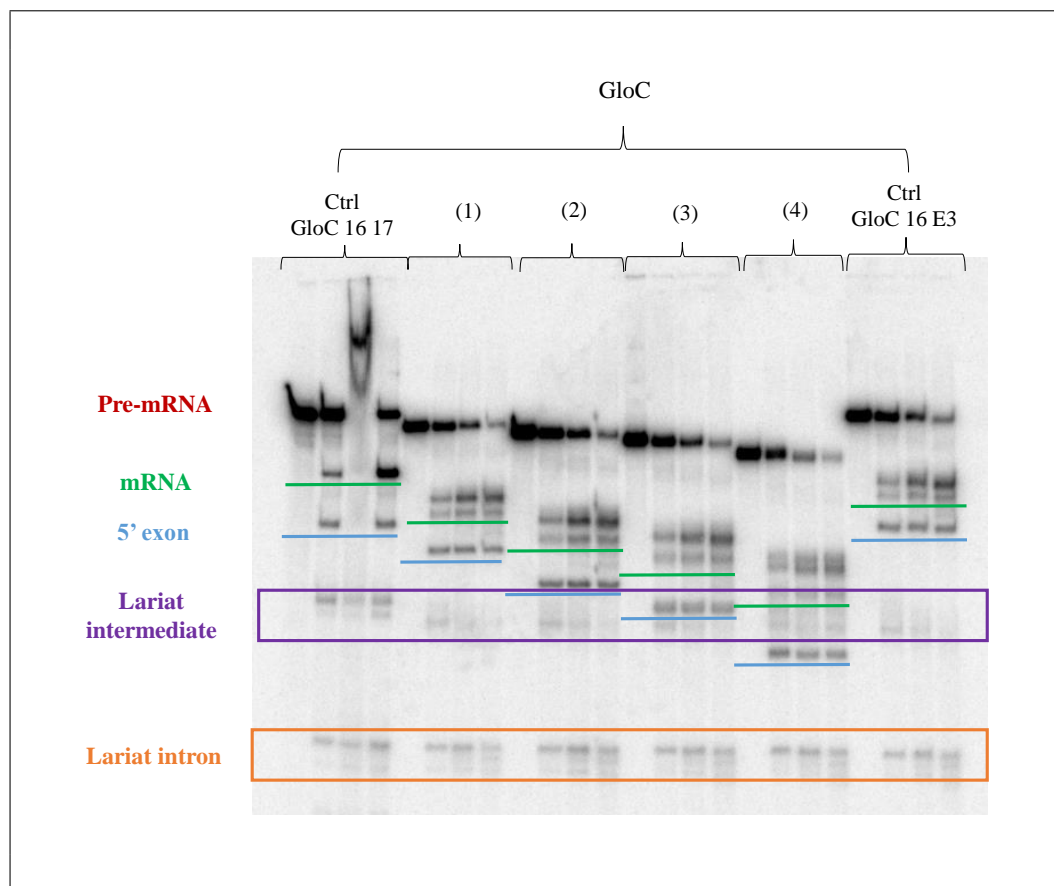 GloC
Ctrl
GloC 16 17
(1)
(2)
(3)
(4)
Ctrl
GloC 16 E3
Pre-mRNA
mRNA
5’ exon
Lariat
intermediate
Lariat intron